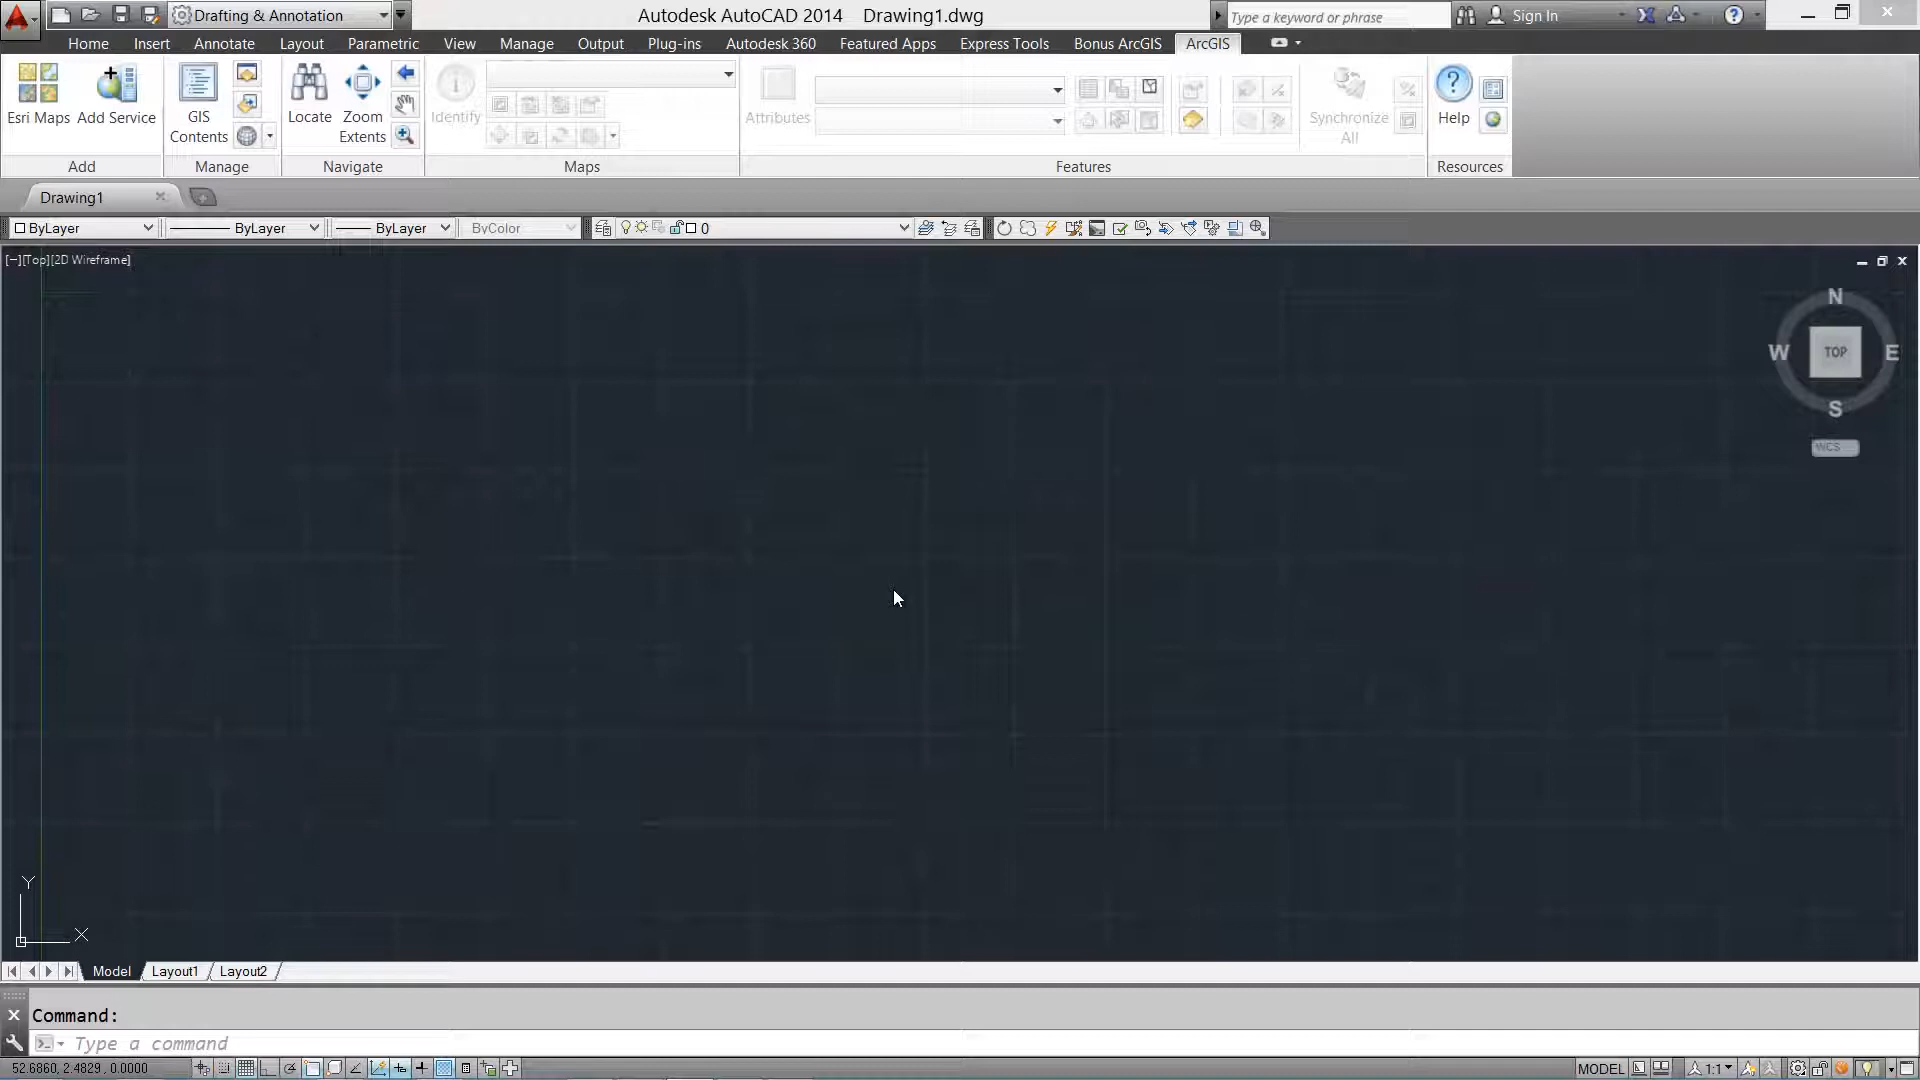 Drafting & Annotation
Autodesk AutoCAD 2014 Drawing1.dwg
Type a keyword or phrase
Sign In
Home Insert Annotate Layout Parametric View Manage Output Plug-ins Autodesk 360 Featured Apps Express Tools Bonus ArcGIS ArcGIS
Esri Maps
Add Service
GIS
Contents
Locate
Zoom
Extents
Identify
Attributes
Synchronize
All
Help
Add
Manage
Navigate
Maps
Features
Resources
Drawing1
ByLayer
ByLayer
ByLayer
ByColor
0
[−][Top][2D Wireframe]
N
W
TOP
E
S
WCS
Y
X
Model
Layout1
Layout2
Command:
Type a command
52.6860, 2.4829, 0.0000
MODEL
1:1